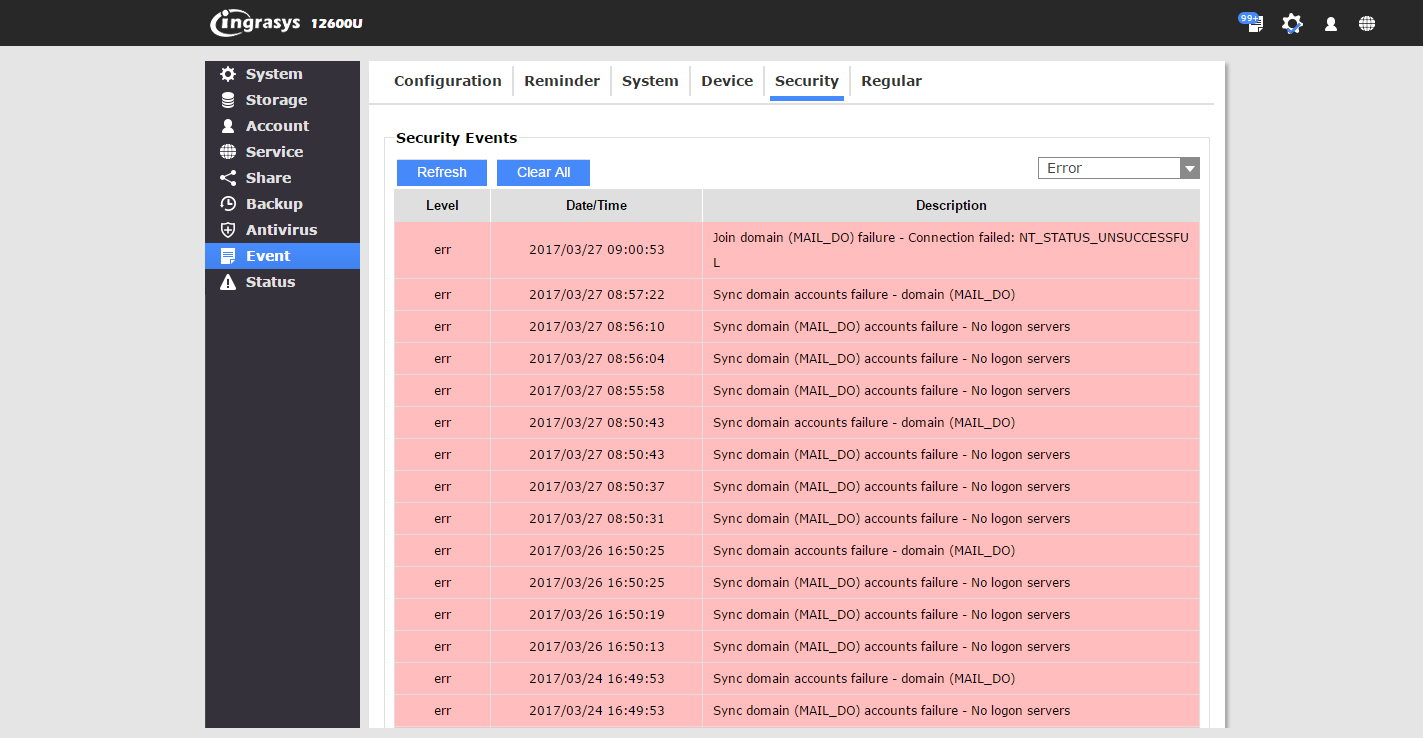 ingrasys 12600U
99+
System
Storage
Account
Service
Share
Backup
Antivirus
Event
Status
Configuration Reminder System Device Security Regular
Security Events
Refresh Clear All Error
Level Date/Time Description
err 2017/03/27 09:00:53 Join domain (MAIL_DO) failure - Connection failed: NT_STATUS_UNSUCCESSFU
L
err 2017/03/27 08:57:22 Sync domain accounts failure - domain (MAIL_DO)
err 2017/03/27 08:56:10 Sync domain (MAIL_DO) accounts failure - No logon servers
err 2017/03/27 08:56:04 Sync domain (MAIL_DO) accounts failure - No logon servers
err 2017/03/27 08:55:58 Sync domain (MAIL_DO) accounts failure - No logon servers
err 2017/03/27 08:50:43 Sync domain accounts failure - domain (MAIL_DO)
err 2017/03/27 08:50:43 Sync domain (MAIL_DO) accounts failure - No logon servers
err 2017/03/27 08:50:37 Sync domain (MAIL_DO) accounts failure - No logon servers
err 2017/03/27 08:50:31 Sync domain (MAIL_DO) accounts failure - No logon servers
err 2017/03/26 16:50:25 Sync domain accounts failure - domain (MAIL_DO)
err 2017/03/26 16:50:25 Sync domain (MAIL_DO) accounts failure - No logon servers
err 2017/03/26 16:50:19 Sync domain (MAIL_DO) accounts failure - No logon servers
err 2017/03/26 16:50:13 Sync domain (MAIL_DO) accounts failure - No logon servers
err 2017/03/24 16:49:53 Sync domain accounts failure - domain (MAIL_DO)
err 2017/03/24 16:49:53 Sync domain (MAIL_DO) accounts failure - No logon servers